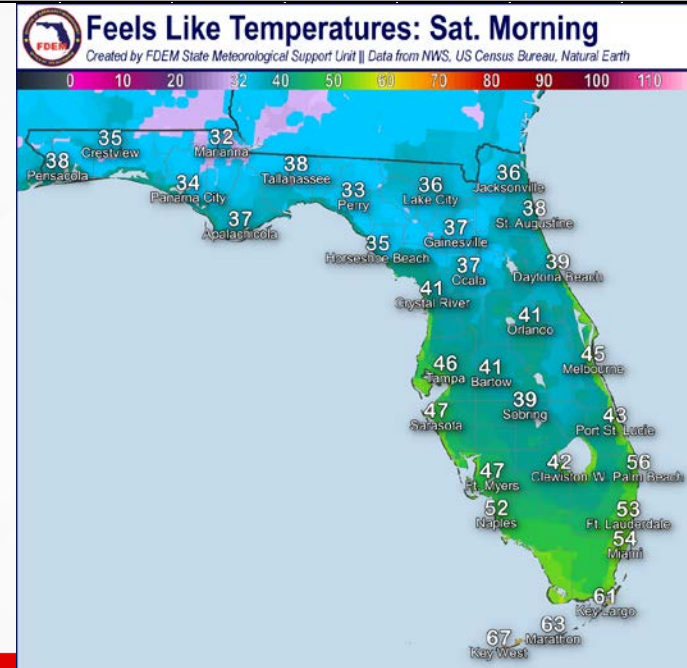 Feels Like Temperatures: Sat. Morning
Created by FDEM State Meteorological Support Unit || Data from NWS, US Census Bureau, Natural Earth
FDEM
0 10 20 32 40 50 60 70 80 90 100 110
35
Crestview
32
Marianna
38
Pensacola
38
Tallahassee
34
Panama City
33
Perry
36
Lake City
36
Jacksonville
37
Apalachicola
38
St. Augustine
37
Gainesville
35
Horseshoe Beach
37
Ocala
39
Daytona Beach
41
Crystal River
41
Orlando
46
Tampa
41
Bartow
45
Melbourne
39
Sebring
47
Sarasota
43
Port St. Lucie
47
Ft. Myers
42
Clewiston
56
W. Palm Beach
52
Naples
53
Ft. Lauderdale
54
Miami
61
Key Largo
63
Marathon
67
Key West